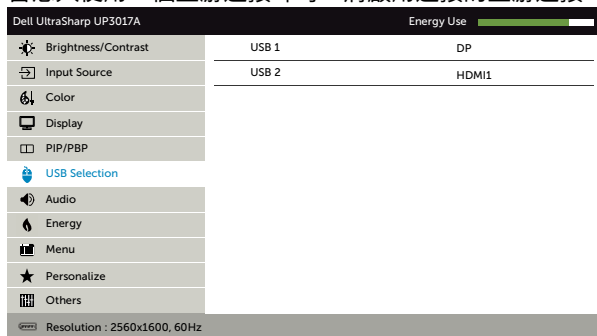 Dell UltraSharp UP3017A Energy Use
Brightness/Contrast USB 1 DP
Input Source USB 2 HDMI1
Color
Display
PIP/PBP
USB Selection
Audio
Energy
Menu
Personalize
Others
Resolution : 2560x1600, 60Hz